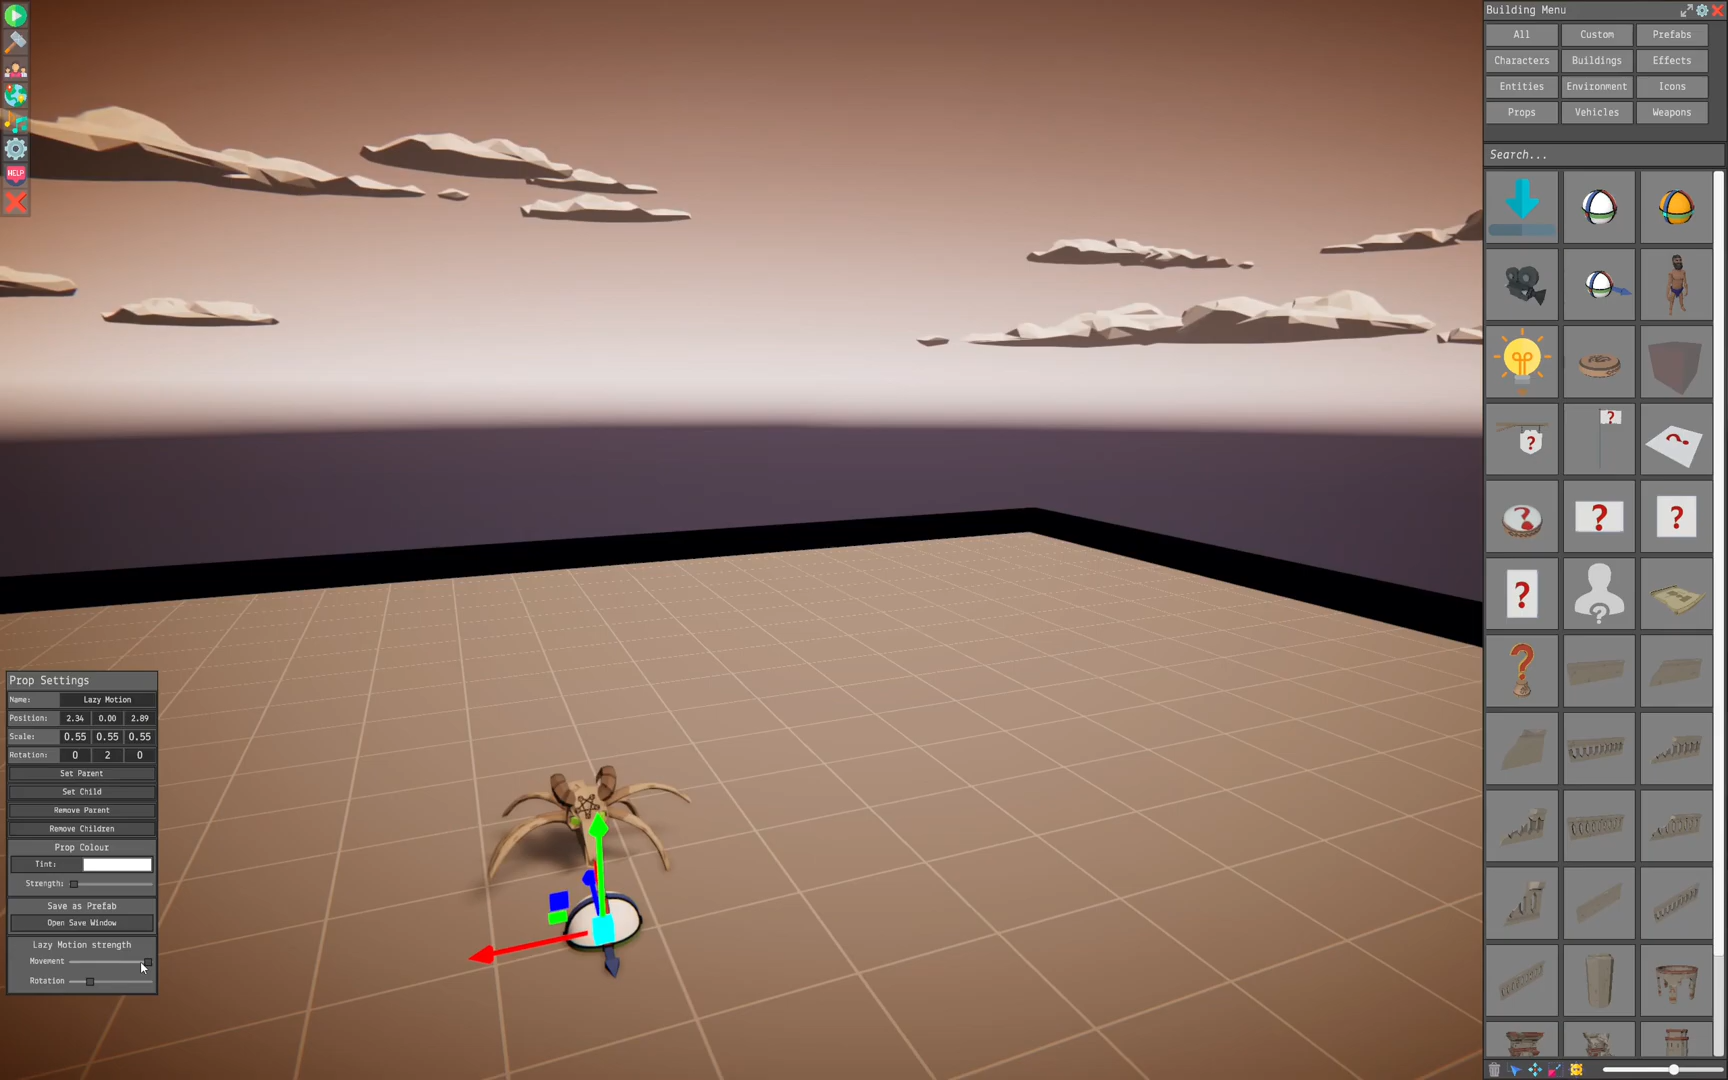 Building Menu
All Custom Prefabs
Characters Buildings Effects
Entities Environment Icons
Props Vehicles Weapons
Search...
HELP
Prop Settings
Name: Lazy Motion
Position: 2.34 0.00 2.89
Scale: 0.55 0.55 0.55
Rotation: 0 2 0
Set Parent
Set Child
Remove Parent
Remove Children
Prop Colour
Tint:
Strength:
Save as Prefab
Open Save Window
Lazy Motion strength
Movement
Rotation
? ?
? ? ?
? ?
?